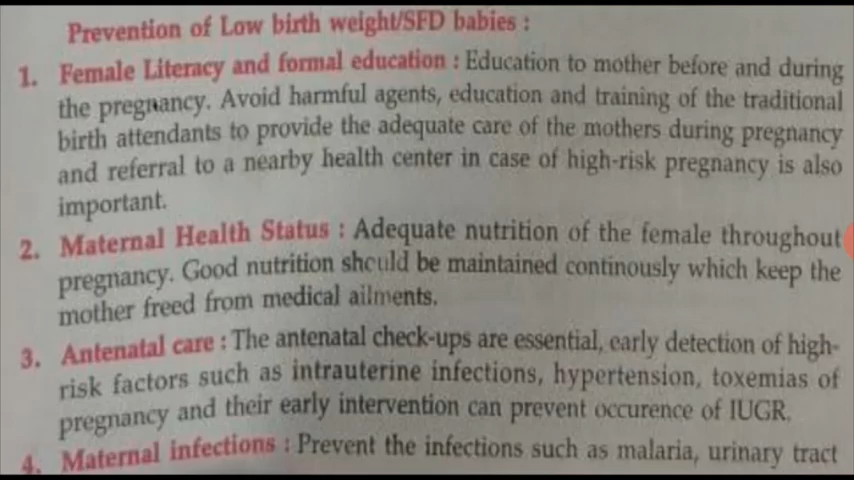 Prevention of Low birth weight/SFD babies :
1. Female Literacy and formal education : Education to mother before and during
the pregnancy. Avoid harmful agents, education and training of the traditional
birth attendants to provide the adequate care of the mothers during pregnancy
and referral to a nearby health center in case of high-risk pregnancy is also
important.
2. Maternal Health Status : Adequate nutrition of the female throughout
pregnancy. Good nutrition should be maintained continously which keep the
mother freed from medical ailments.
3. Antenatal care : The antenatal check-ups are essential, early detection of high-
risk factors such as intrauterine infections, hypertension, toxemias of
pregnancy and their early intervention can prevent occurence of IUGR.
4. Maternal infections : Prevent the infections such as malaria, urinary tract